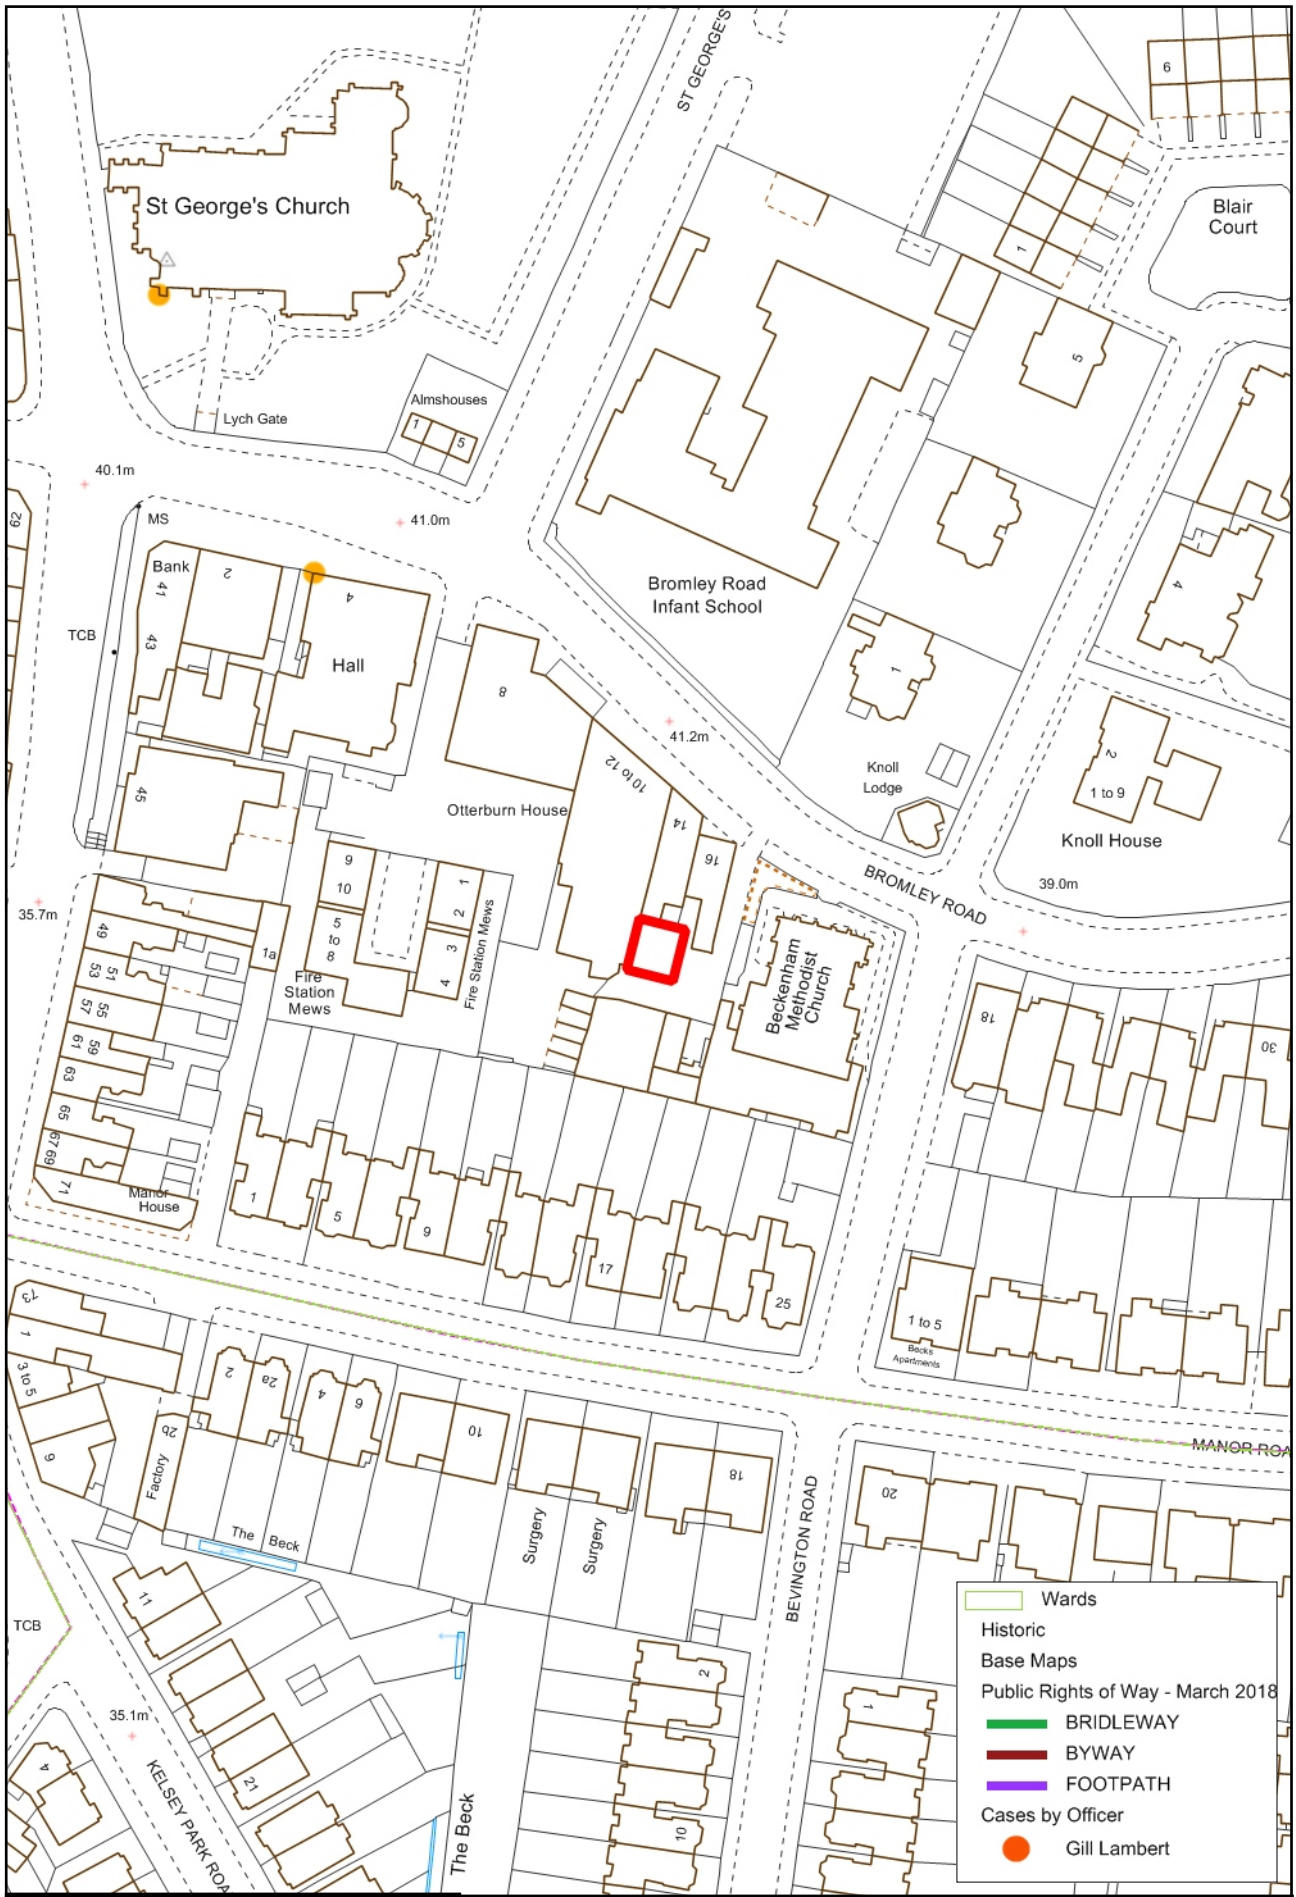 ST GEORGE'S
6
St George's Church
Blair
Court
1
5
Almshouses
1
5
Lych Gate
40.1m
MS
41.0m
62
Bank
2
41
43
4
TCB
Hall
Bromley Road
Infant School
4
1
8
41.2m
10 to 12
Knoll
Lodge
2
1 to 9
Knoll House
45
Otterburn House
14
16
9
10
1
2
BROMLEY ROAD
39.0m
35.7m
49
5
to
8
3
4
1a
Fire Station Mews
Fire
Station
Mews
Beckenham
Methodist
Church
51
53
55
57
59
61
63
65
67
69
71
Manor
House
18
30
1
5
9
17
25
1 to 5
Becks
Apartments
73
1
3 to 5
9
2
2a
4
6
10
18
20
2b
Factory
MANOR ROA
The Beck
Surgery
Surgery
BEVINGTON ROAD
11
TCB
2
1
35.1m
4
21
10
KELSEY PARK ROA
The Beck
Wards
Historic
Base Maps
Public Rights of Way - March 2018
BRIDLEWAY
BYWAY
FOOTPATH
Cases by Officer
Gill Lambert